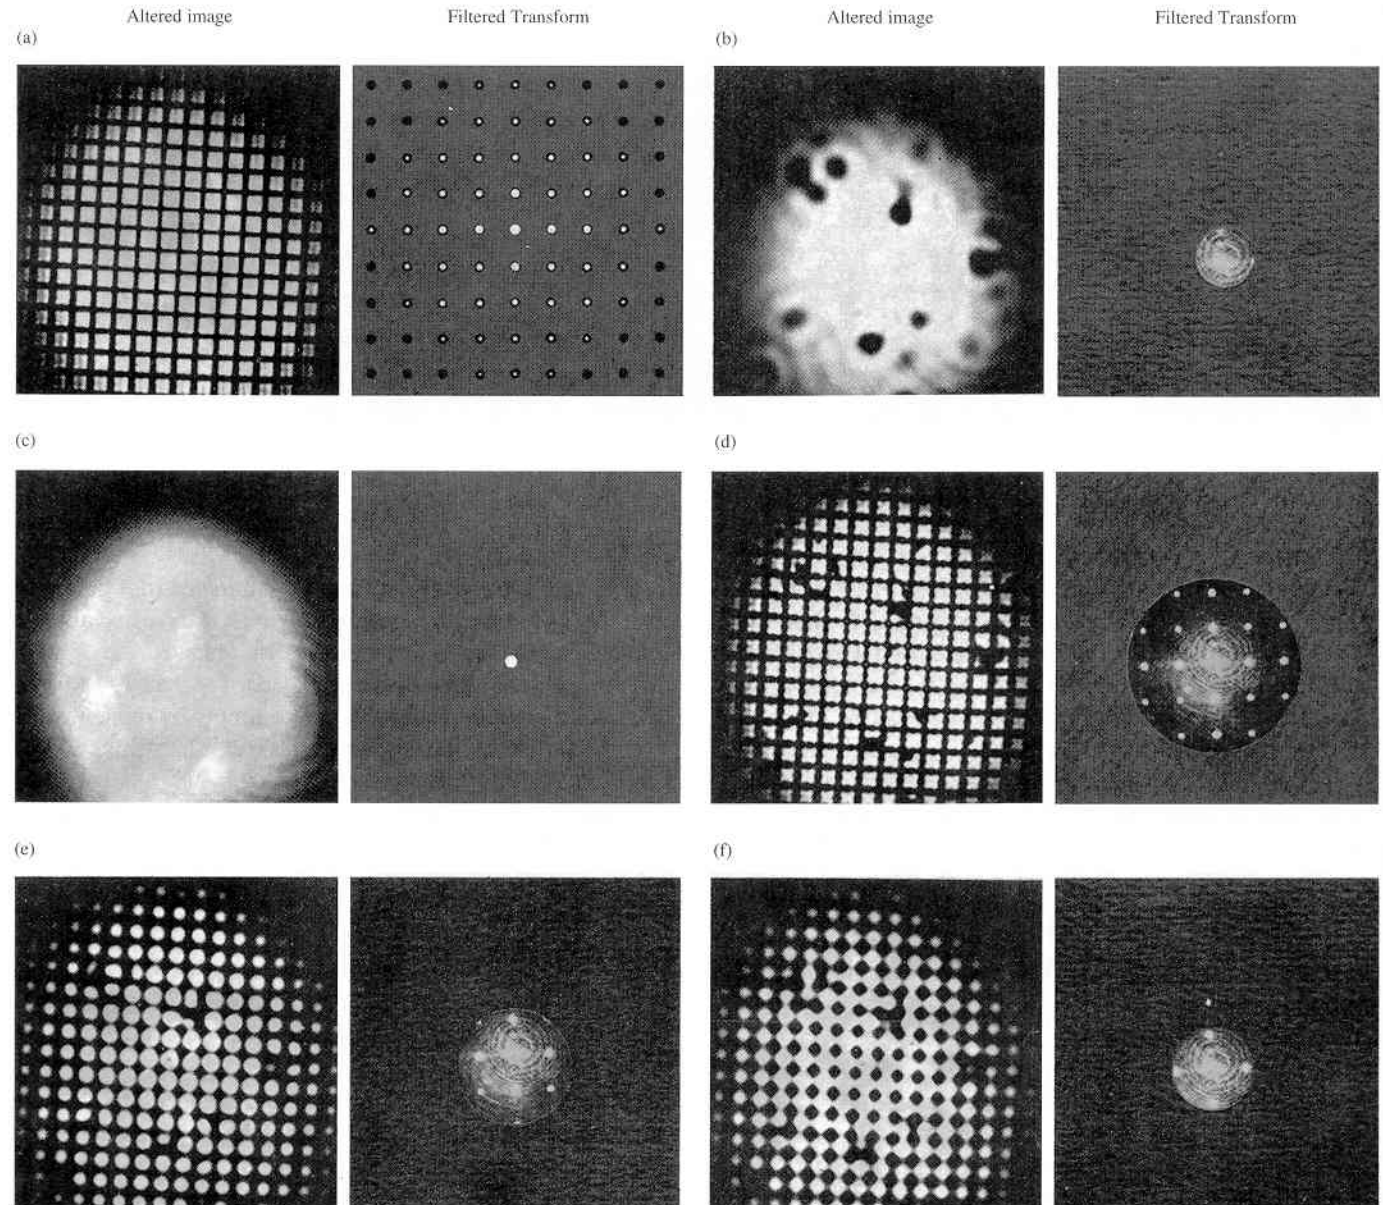 Altered image
Filtered Transform
Altered image
Filtered Transform
(a)
(b)
(c)
(d)
(e)
(f)